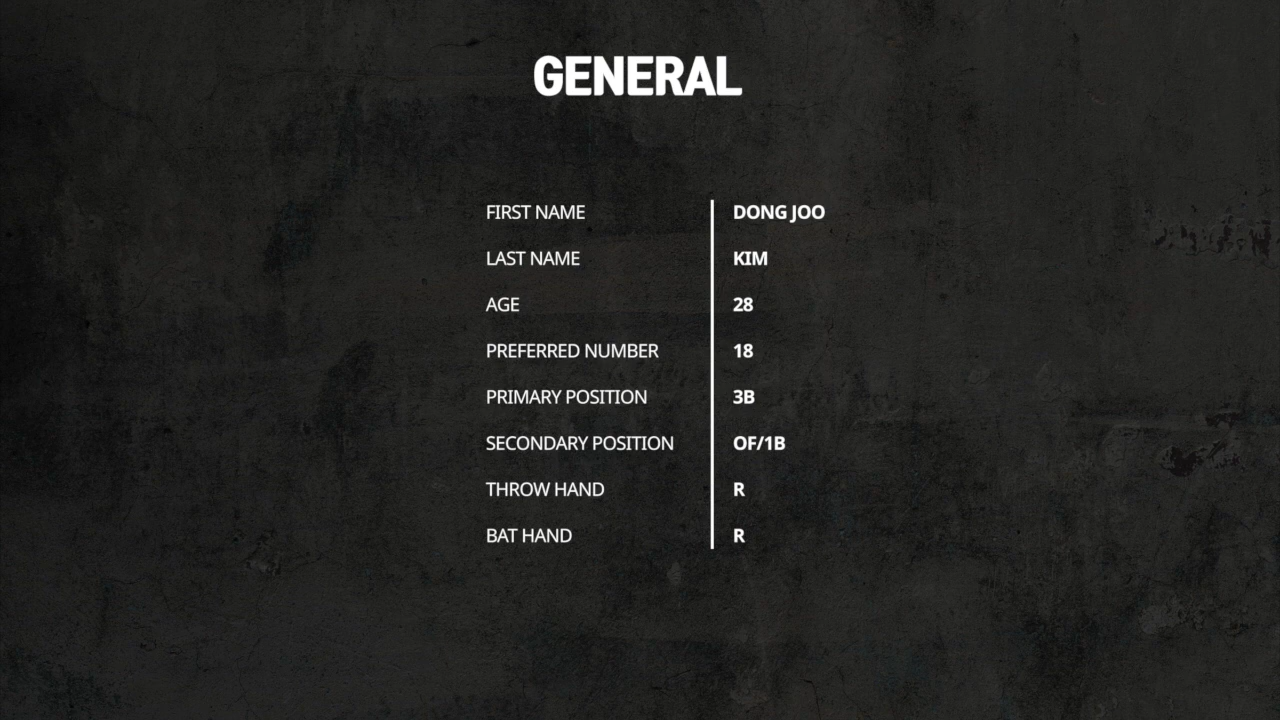 GENERAL
FIRST NAME DONG JOO
LAST NAME KIM
AGE 28
PREFERRED NUMBER 18
PRIMARY POSITION 3B
SECONDARY POSITION OF/1B
THROW HAND R
BAT HAND R